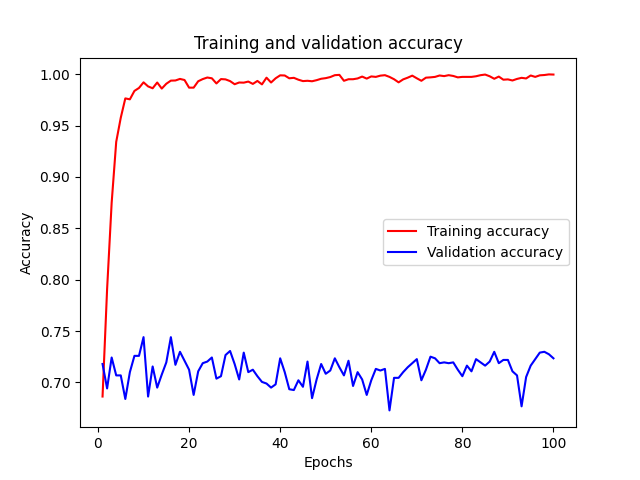 Training and validation accuracy
1.00
0.95
0.90
0.85
0.80
0.75
0.70
Accuracy
Training accuracy
Validation accuracy
0 20 40 60 80 100
Epochs